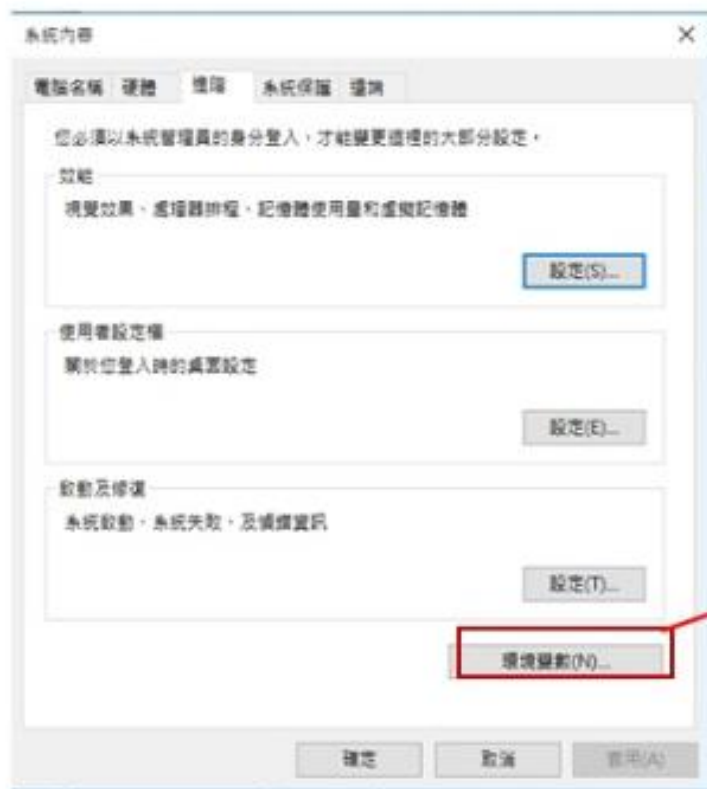 系統內容
電腦名稱 硬體 進階 系統保護 遠端
您必須以系統管理員的身分登入，才能變更這裡的大部分設定。
效能
視覺效果、處理器排程、記憶體使用量和虛擬記憶體
設定(S)...
使用者設定檔
關於您登入時的桌面設定
設定(E)...
啟動及修復
系統啟動、系統失敗、及偵錯資訊
設定(T)...
環境變數(N)...
確定 取消 套用(A)